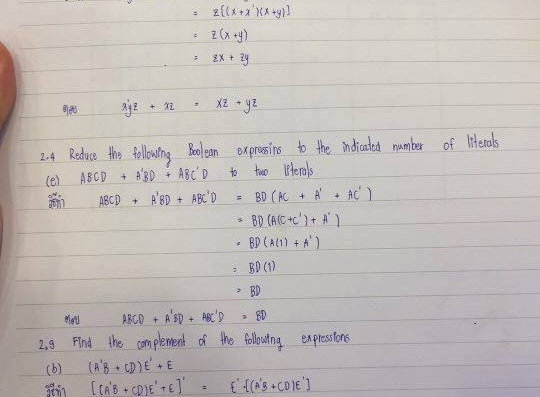 = z[(x+x')(x+y)]
= z(x+y)
= zx + zy
ตอบ x'yz + xz = xz + yz
2.4 Reduce the following Boolean expressins to the indicated number of literals
(e) ABCD + A'BD + ABC'D to two literals
วิธีทำ ABCD + A'BD + ABC'D = BD(AC + A' + AC')
= BD(A(C+C') + A')
= BD(A(1) + A')
= BD(1)
= BD
ตอบ ABCD + A'BD + ABC'D = BD
2.9 Find the complement of the following expressions
(b) (A'B + CD)E' + E
วิธีทำ [(A'B + CD)E' + E]' = E'·[(A'B + CD)E']